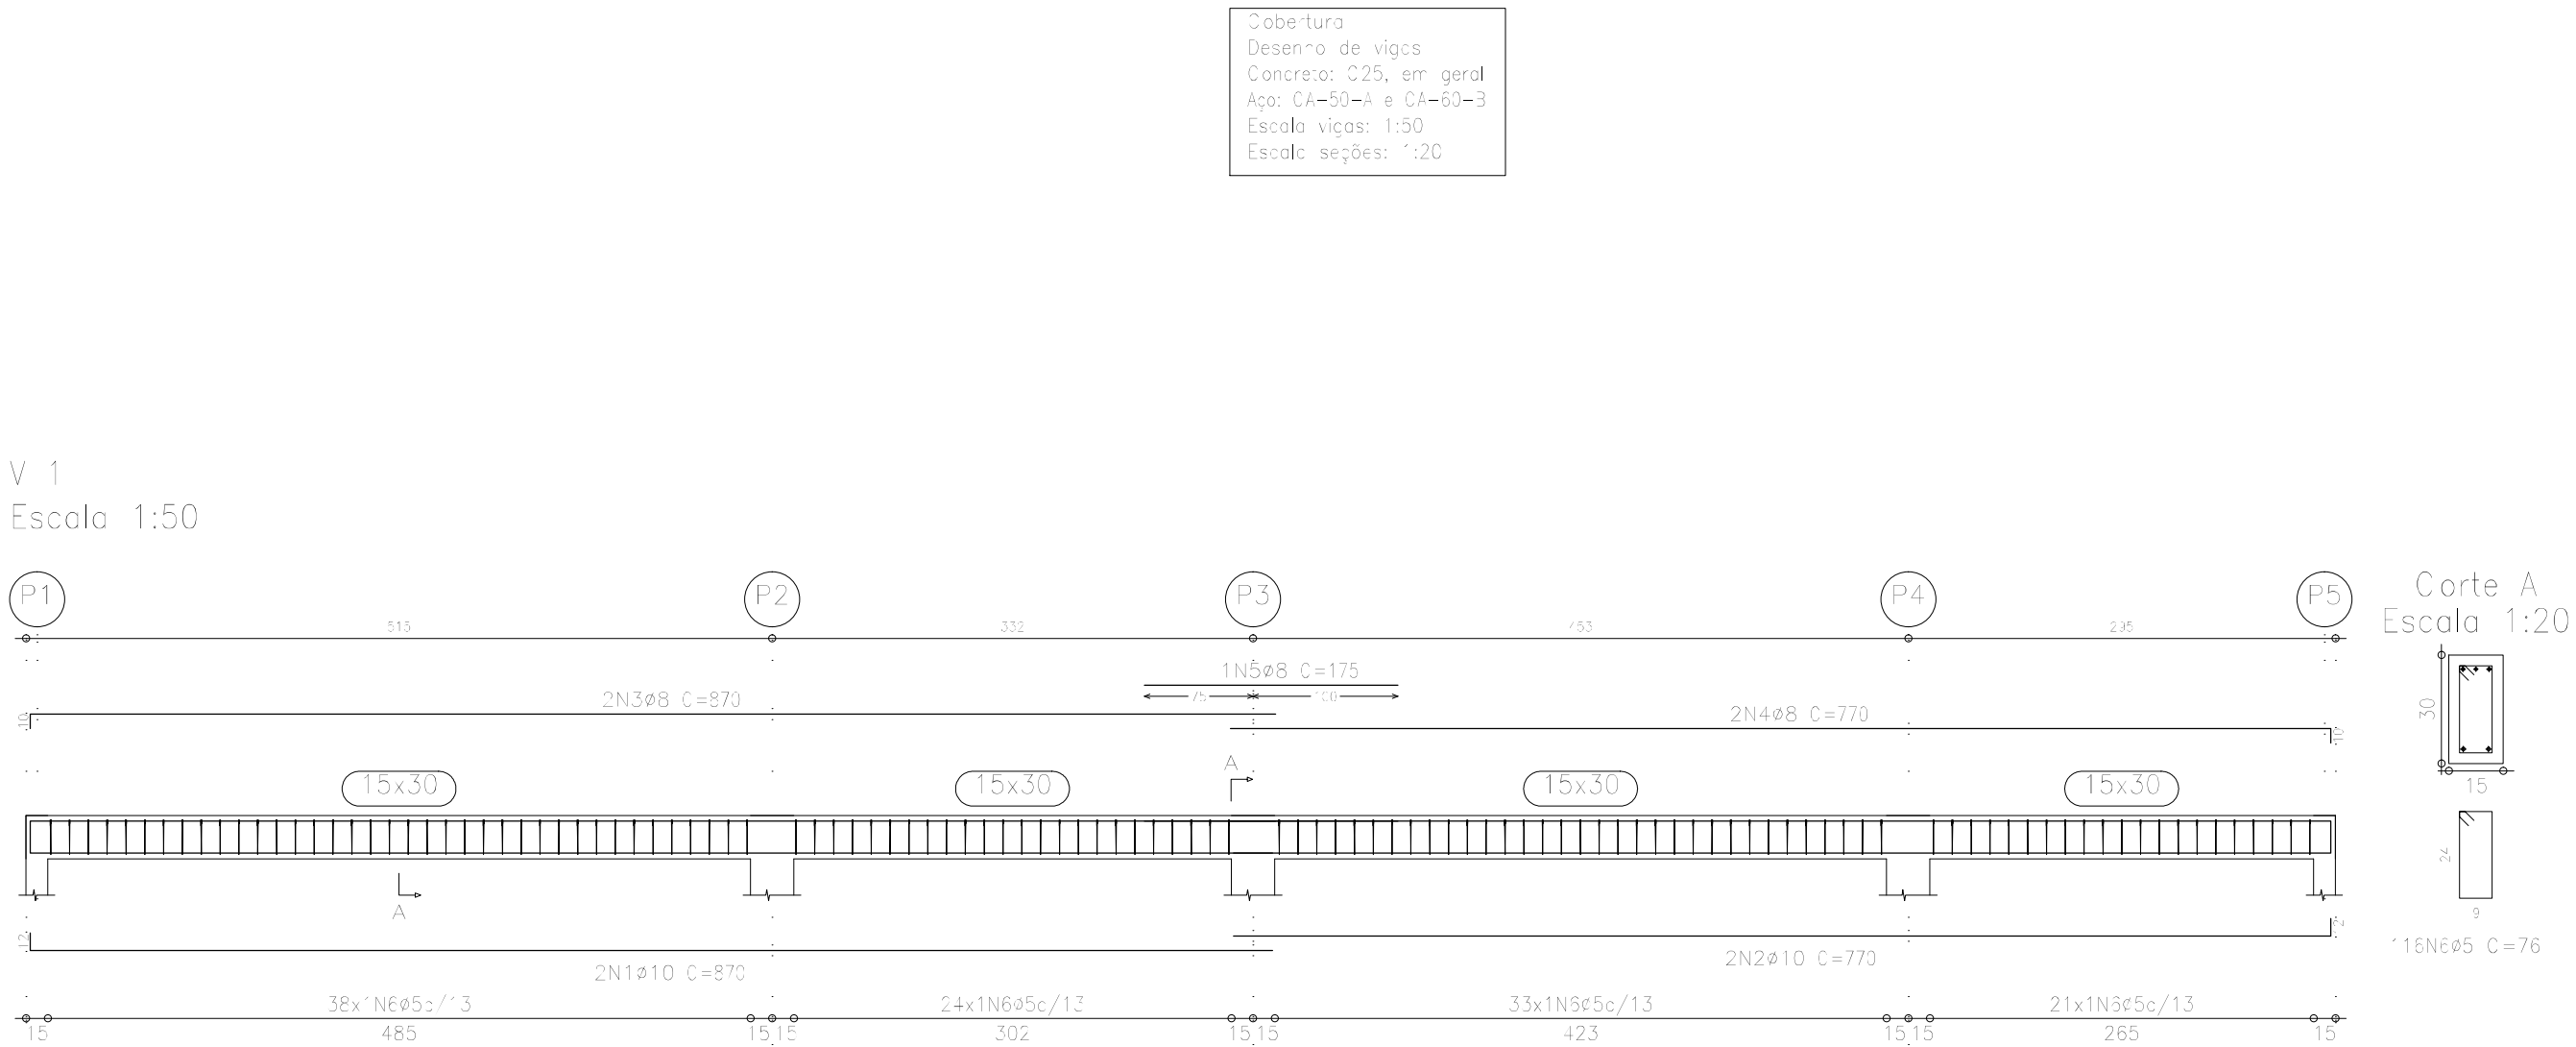 Cobertura
Desenho de vigas
Concreto: C25, em geral
Aço: CA-50-A e CA-60-B
Escala vigas: 1:50
Escala seções: 1:20
V 1
Escala 1:50
P1 P2 P3 P4 P5
515 332 453 295
1N5ø8 C=175
75 100
2N3ø8 C=870
10
2N4ø8 C=770
10
15x30 15x30 15x30 15x30
A
A
12
12
2N1ø10 C=870
2N2ø10 C=770
38x1N6ø5c/13 24x1N6ø5c/13 33x1N6ø5c/13 21x1N6ø5c/13
15 485 15 15 302 15 15 423 15 15 265 15
Corte A
Escala 1:20
30
15
24
9
116N6ø5 C=76